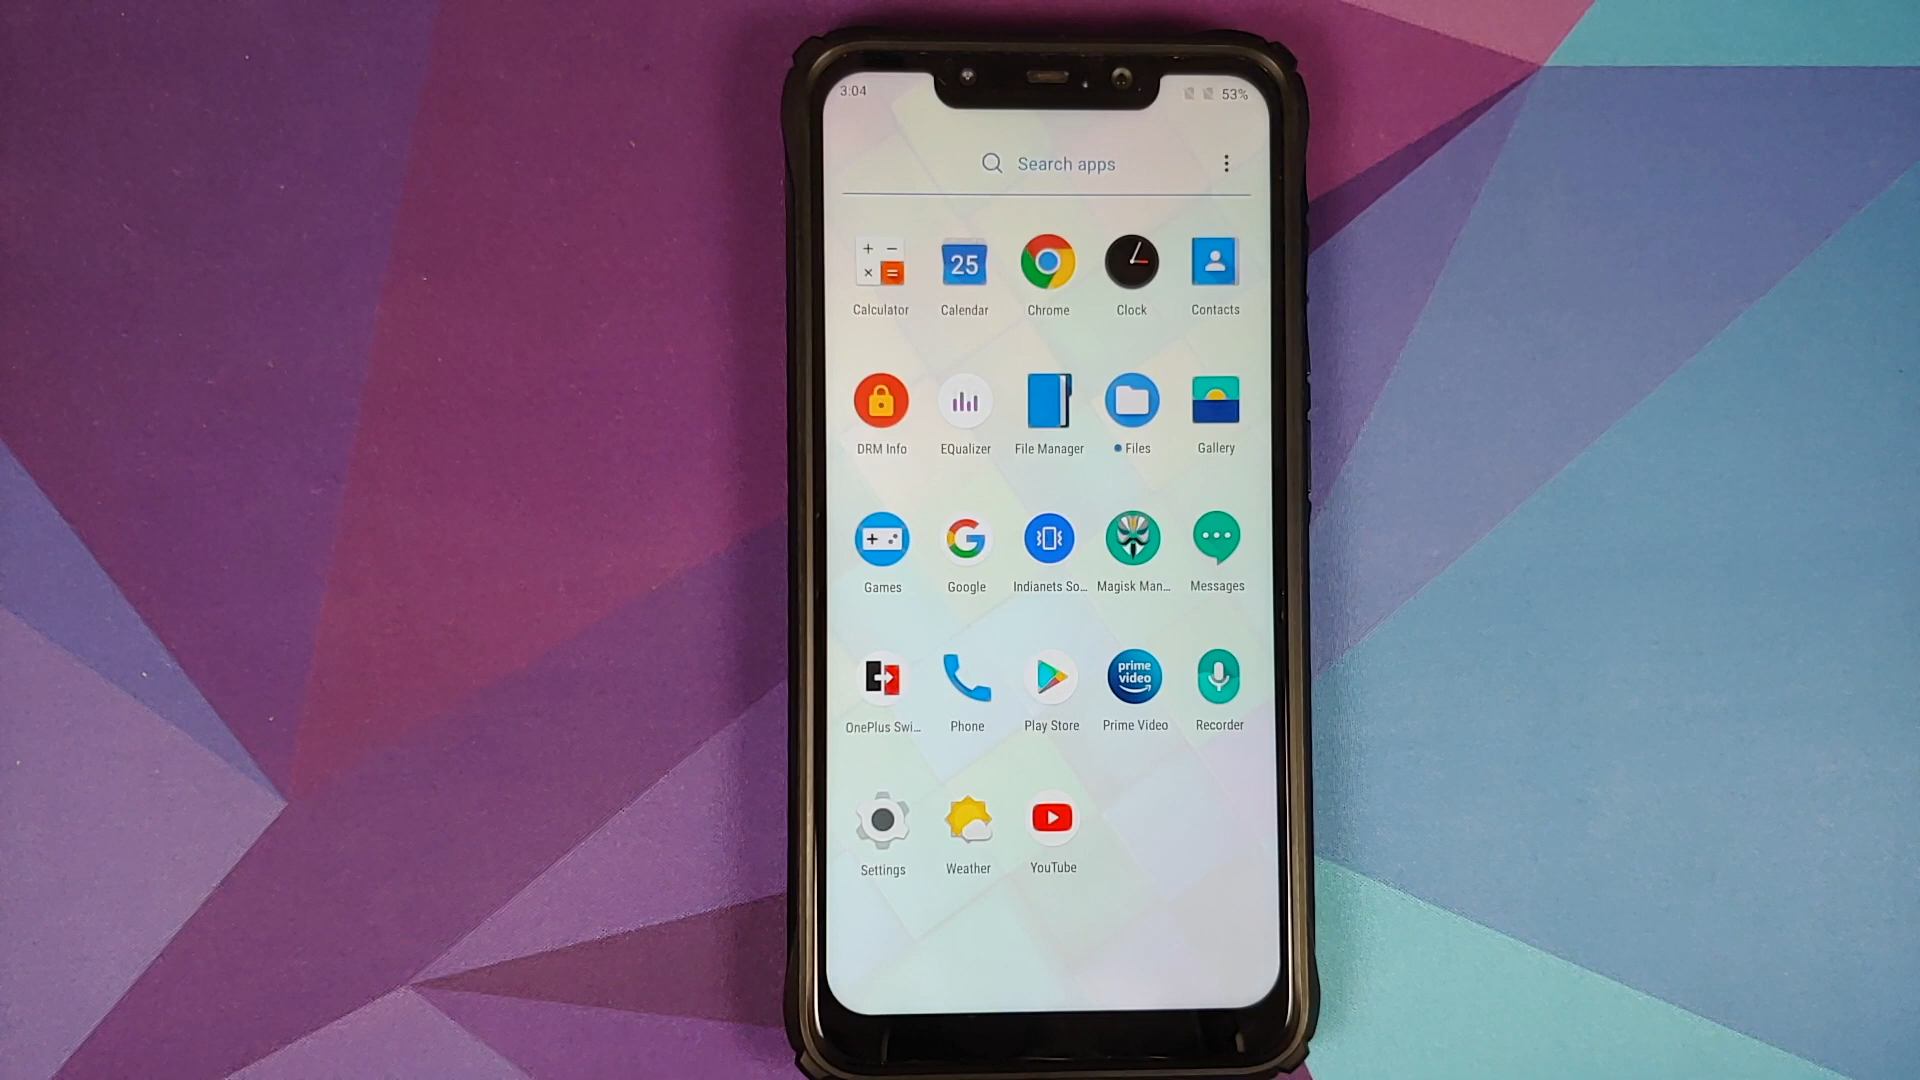 3:04 53%
Search apps
25
Calculator Calendar Chrome Clock Contacts
DRM Info EQualizer File Manager Files Gallery
Games Google Indianets So... Magisk Man... Messages
prime video
OnePlus Swi... Phone Play Store Prime Video Recorder
Settings Weather YouTube